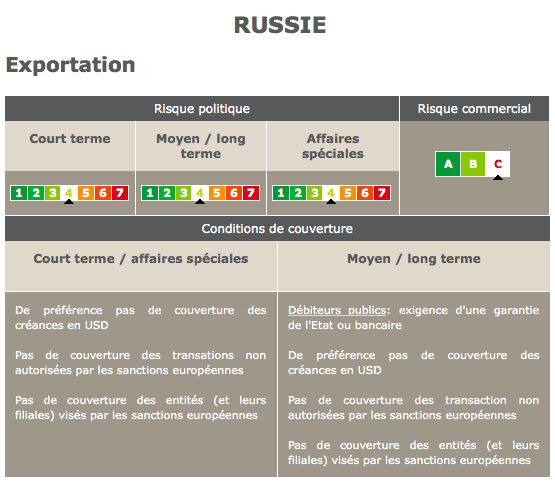 RUSSIE
Exportation
Risque politique
Risque commercial
Court terme
Moyen / long
terme
Affaires
spéciales
1 2 3 4 5 6 7
1 2 3 4 5 6 7
1 2 3 4 5 6 7
A B C
Conditions de couverture
Court terme / affaires spéciales
De préférence pas de couverture des
créances en USD
Pas de couverture des transations non
autorisées par les sanctions européennes
Pas de couverture des entités (et leurs
filiales) visés par les sanctions européennes
Moyen / long terme
Débiteurs publics: exigence d'une garantie
de l'Etat ou bancaire
De préférence pas de couverture des
créances en USD
Pas de couverture des transaction non
autorisées par les sanctions européennes
Pas de couverture des entités (et leurs
filiales) visés par les sanctions européennes